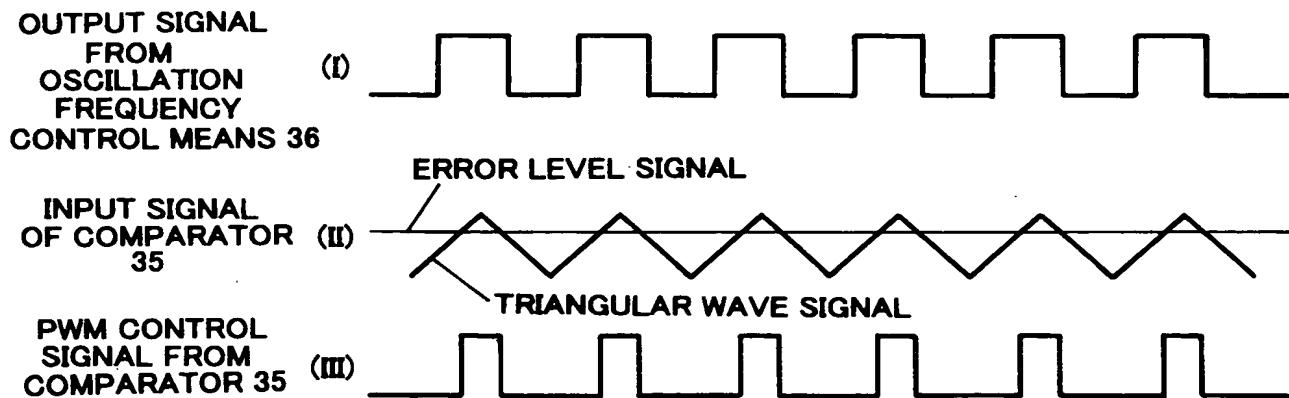 OUTPUT SIGNAL
FROM
OSCILLATION
FREQUENCY
CONTROL MEANS 36
(I)
ERROR LEVEL SIGNAL
INPUT SIGNAL
OF COMPARATOR
35
(II)
TRIANGULAR WAVE SIGNAL
PWM CONTROL
SIGNAL FROM
COMPARATOR 35
(III)